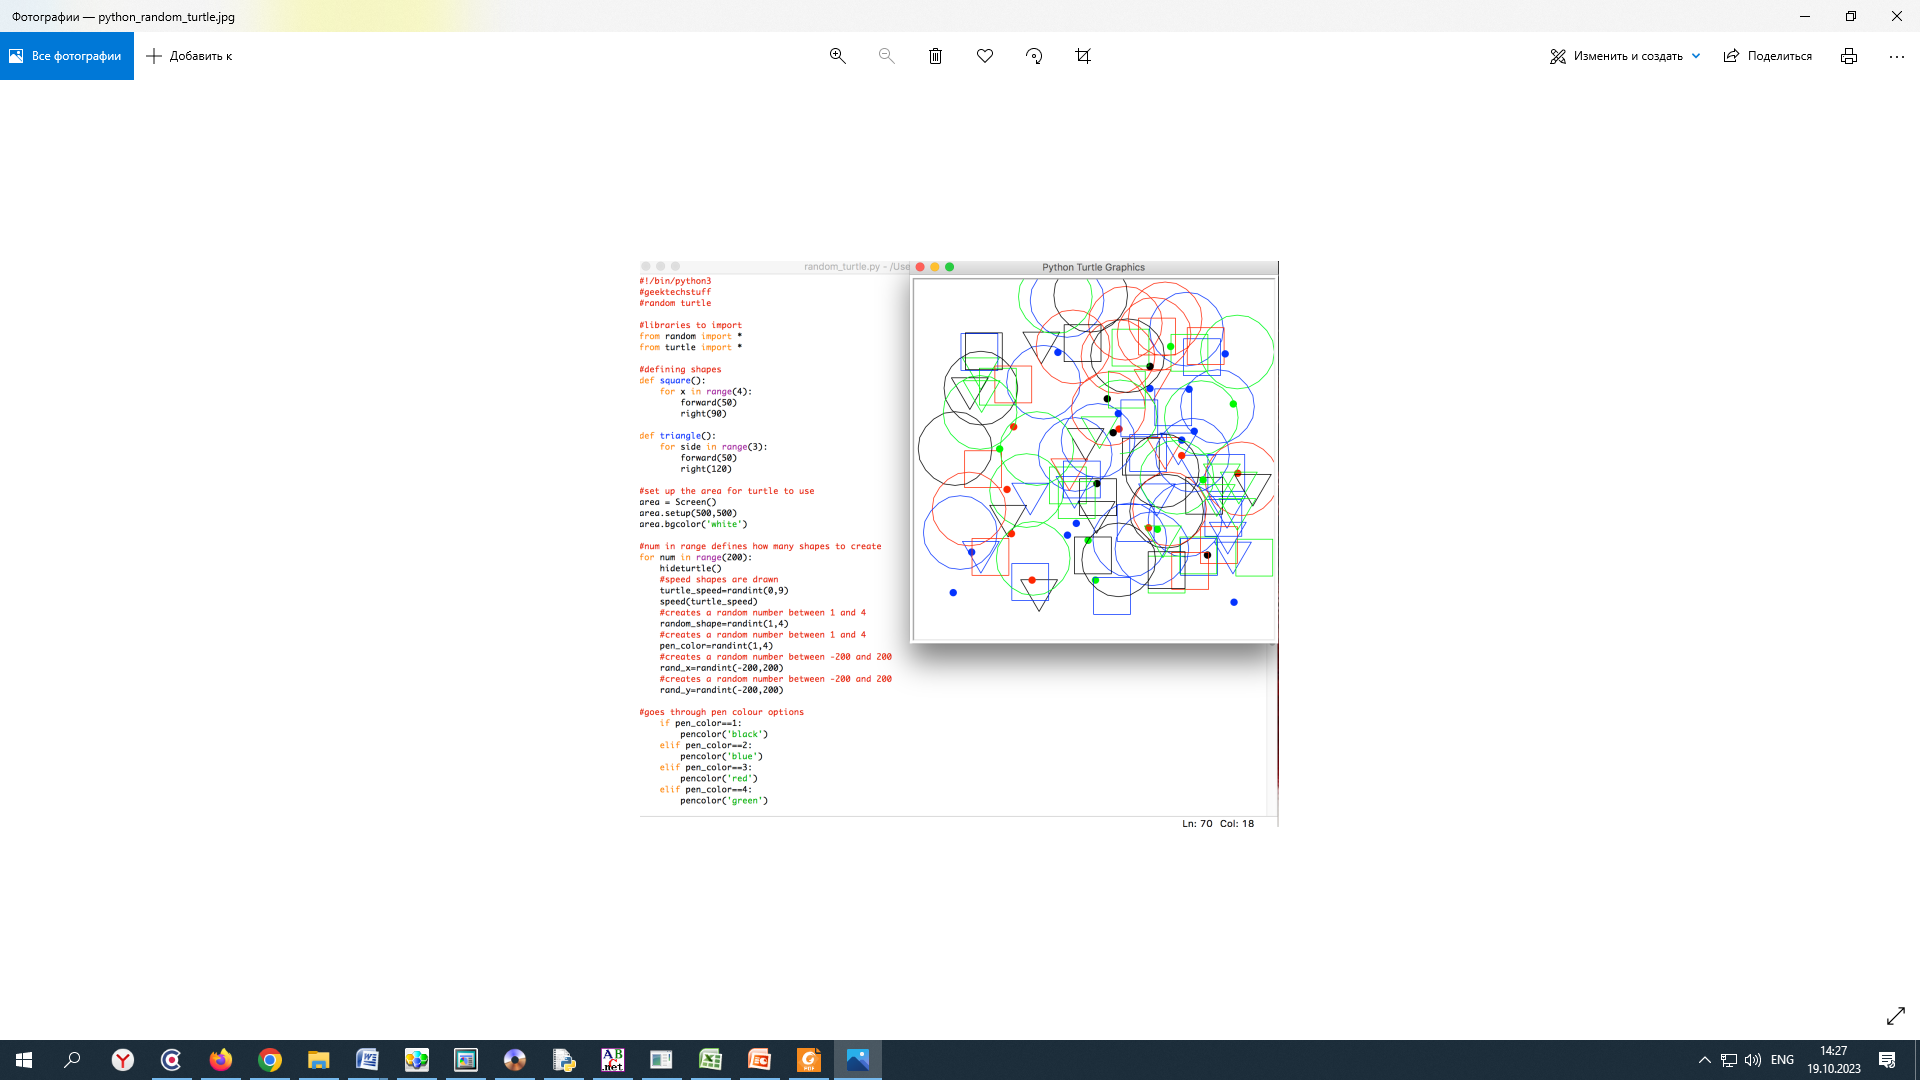 Фотографии — python_random_turtle.jpg
Все фотографии
Добавить к
Изменить и создать
Поделиться
random_turtle.py - /Use
Python Turtle Graphics
#!/bin/python3
#geektechstuff
#random turtle
#libraries to import
from random import *
from turtle import *
#defining shapes
def square():
    for x in range(4):
        forward(50)
        right(90)
def triangle():
    for side in range(3):
        forward(50)
        right(120)
#set up the area for turtle to use
area = Screen()
area.setup(500,500)
area.bgcolor('white')
#num in range defines how many shapes to create
for num in range(200):
    hideturtle()
    #speed shapes are drawn
    turtle_speed=randint(0,9)
    speed(turtle_speed)
    #creates a random number between 1 and 4
    random_shape=randint(1,4)
    #creates a random number between 1 and 4
    pen_color=randint(1,4)
    #creates a random number between -200 and 200
    rand_x=randint(-200,200)
    #creates a random number between -200 and 200
    rand_y=randint(-200,200)
#goes through pen colour options
    if pen_color==1:
        pencolor('black')
    elif pen_color==2:
        pencolor('blue')
    elif pen_color==3:
        pencolor('red')
    elif pen_color==4:
        pencolor('green')
Ln: 70 Col: 18
ENG
14:27
19.10.2023